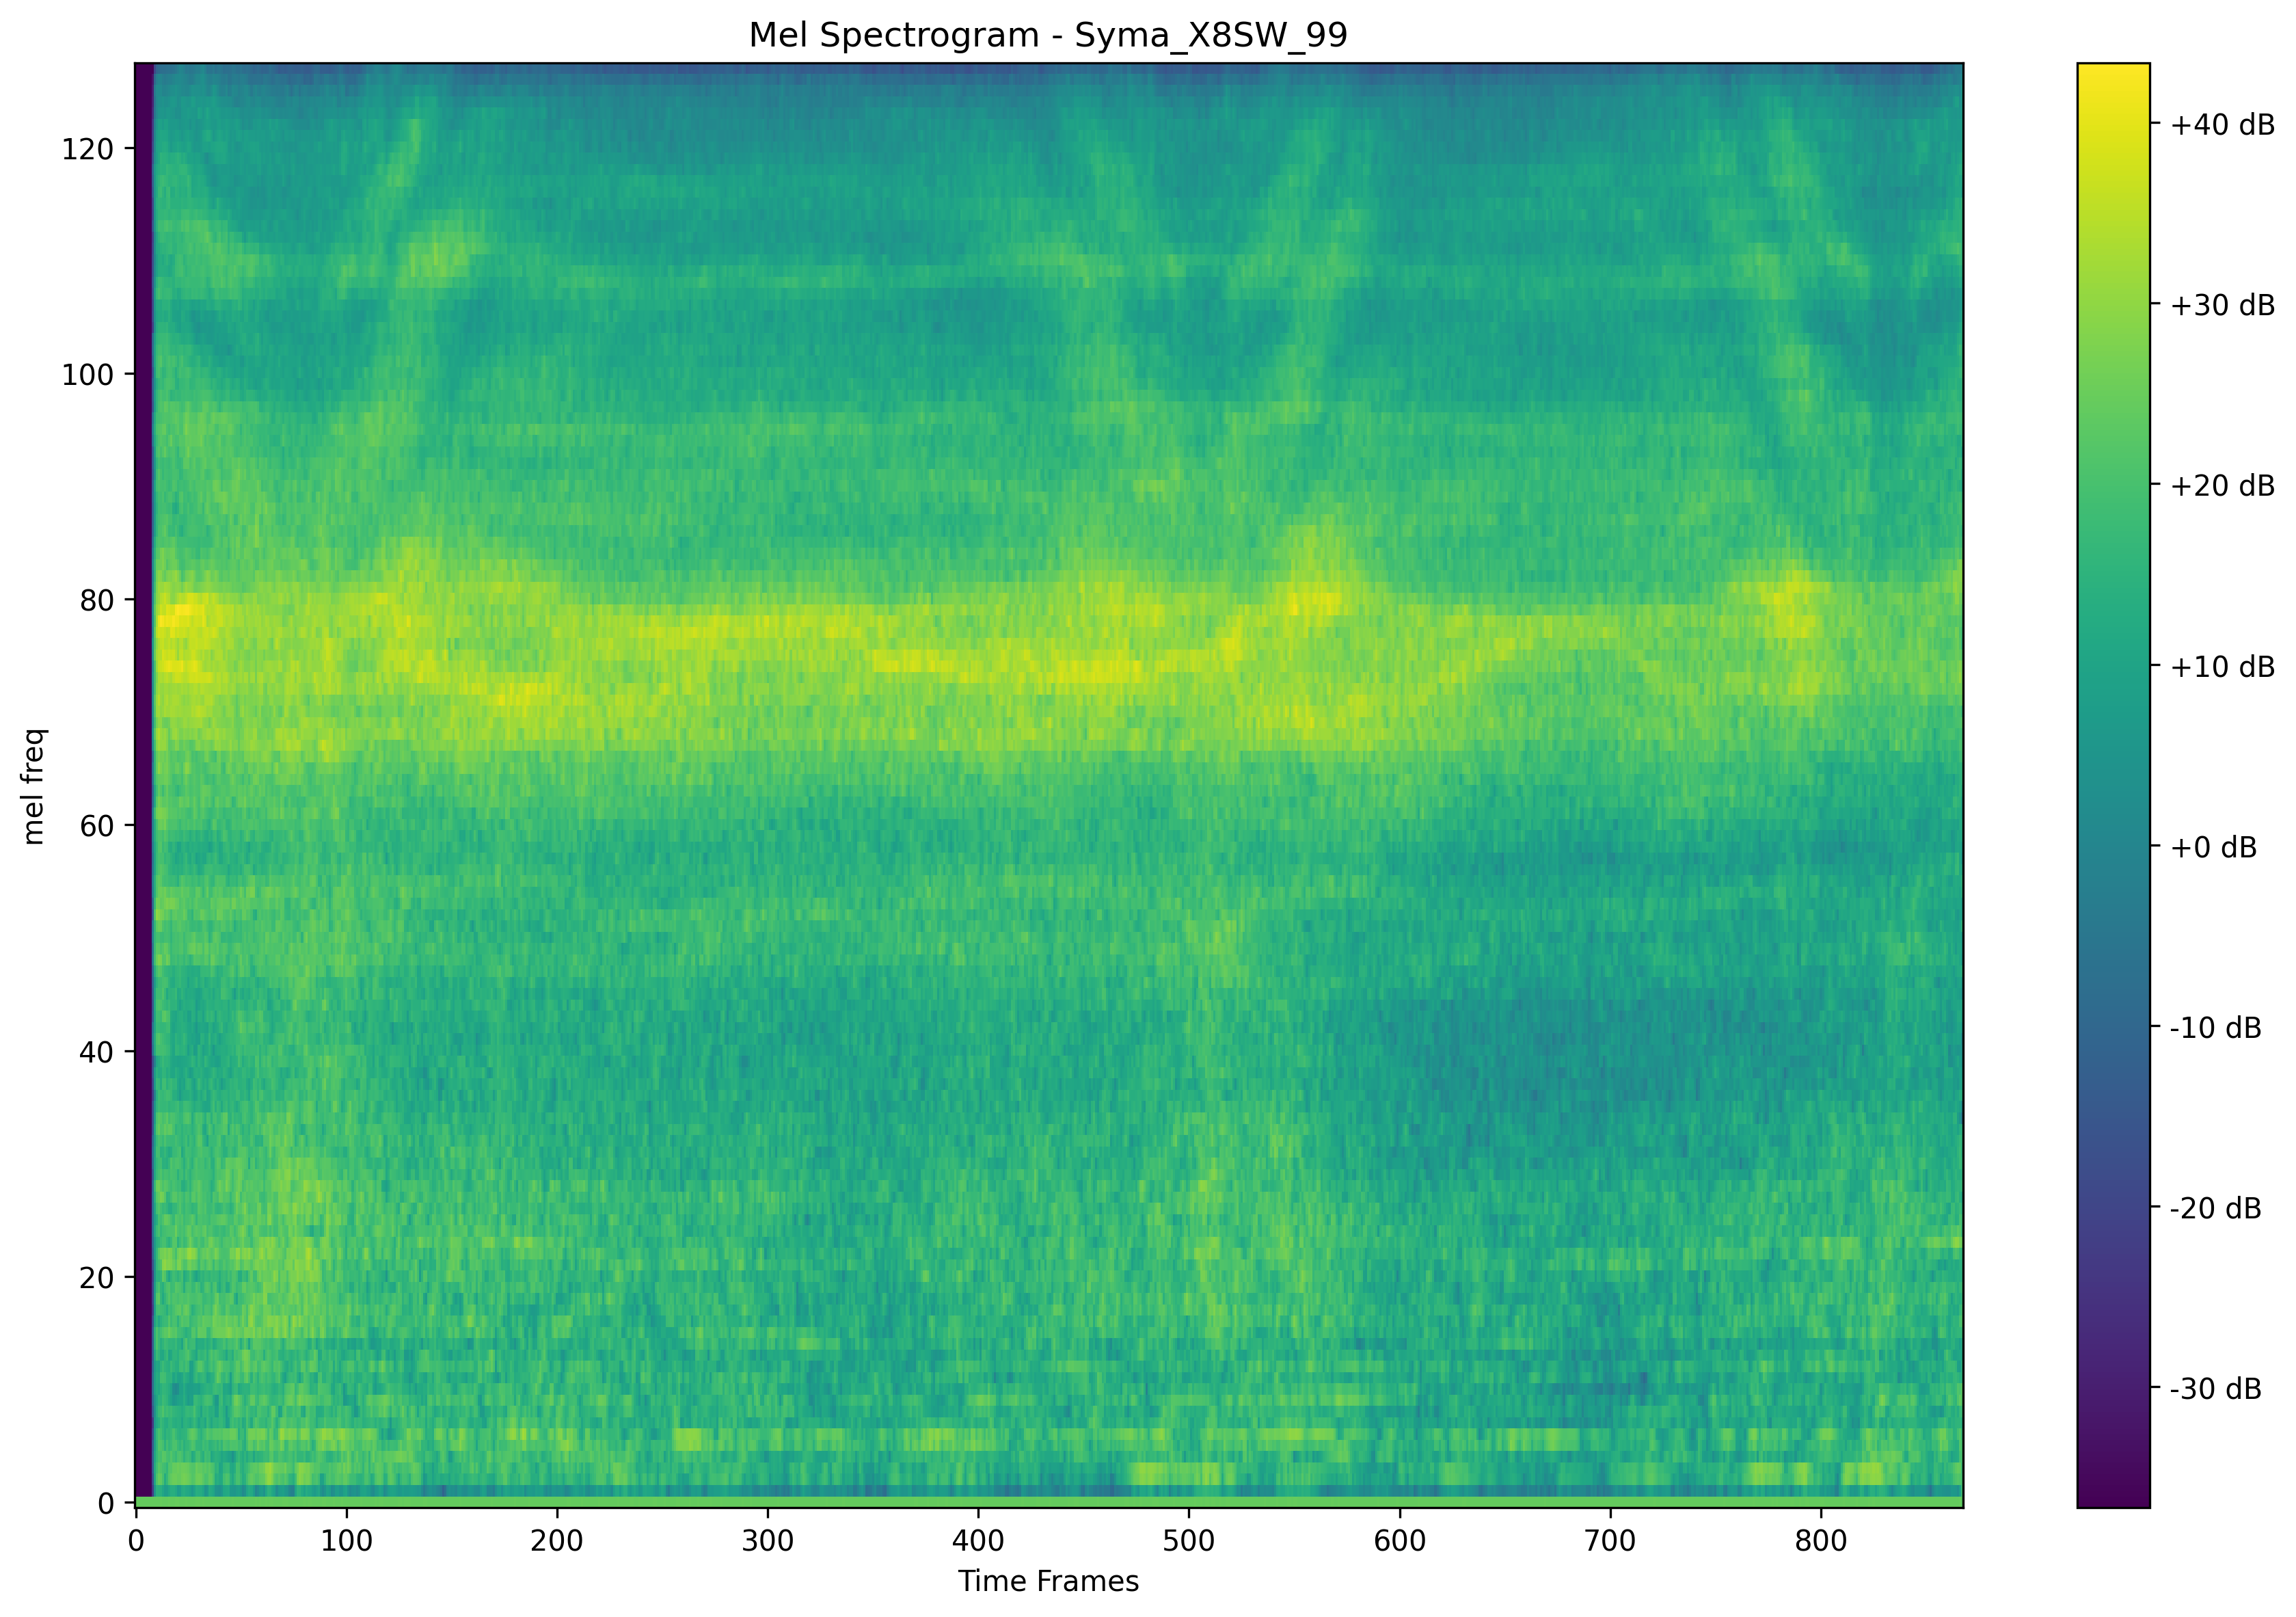 Mel Spectrogram - Syma_X8SW_99
mel freq
120
100
80
60
40
20
0
0 100 200 300 400 500 600 700 800
Time Frames
+40 dB
+30 dB
+20 dB
+10 dB
+0 dB
-10 dB
-20 dB
-30 dB